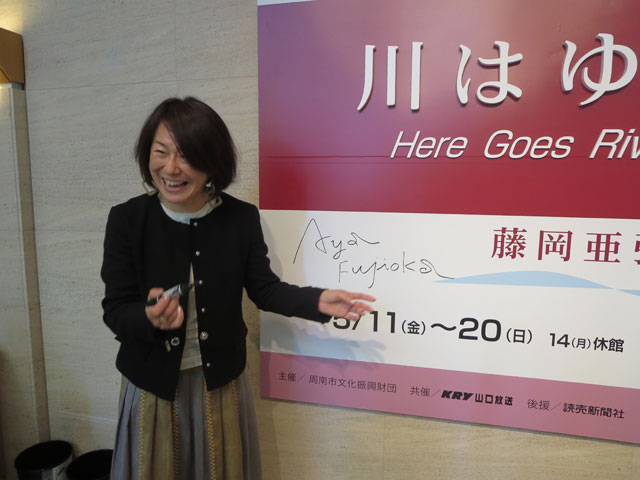 川はゆ
Here Goes Riv
Aya
Fujioka
藤岡亜弥
5/11(金)〜20(日) 14(月)休館
主催／周南市文化振興財団 共催／KRY山口放送 後援／読売新聞社